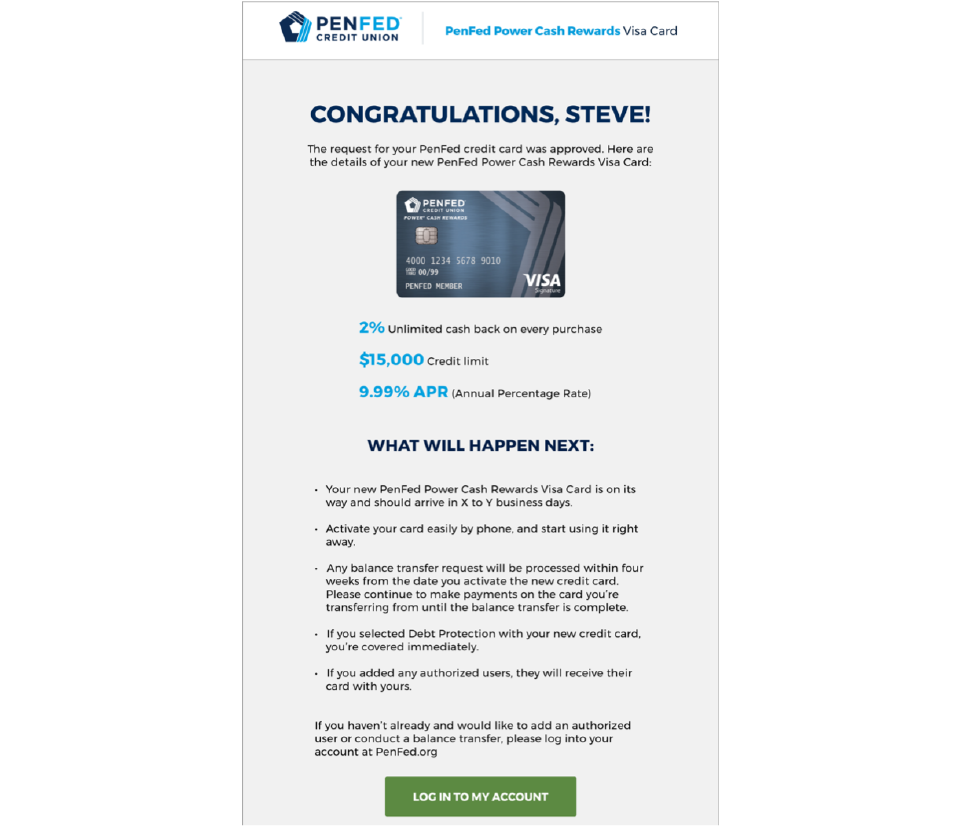 PENFED
CREDIT UNION
PenFed Power Cash Rewards Visa Card
CONGRATULATIONS, STEVE!
The request for your PenFed credit card was approved. Here are
the details of your new PenFed Power Cash Rewards Visa Card:
PENFED
CREDIT UNION
POWER CASH REWARDS
4000 1234 5678 9010
00/99
PENFED MEMBER
VISA
Signature
2% Unlimited cash back on every purchase
$15,000 Credit limit
9.99% APR (Annual Percentage Rate)
WHAT WILL HAPPEN NEXT:
• Your new PenFed Power Cash Rewards Visa Card is on its
way and should arrive in X to Y business days.
• Activate your card easily by phone, and start using it right
away.
• Any balance transfer request will be processed within four
weeks from the date you activate the new credit card.
Please continue to make payments on the card you're
transferring from until the balance transfer is complete.
• If you selected Debt Protection with your new credit card,
you're covered immediately.
• If you added any authorized users, they will receive their
card with yours.
If you haven't already and would like to add an authorized
user or conduct a balance transfer, please log into your
account at PenFed.org
LOG IN TO MY ACCOUNT